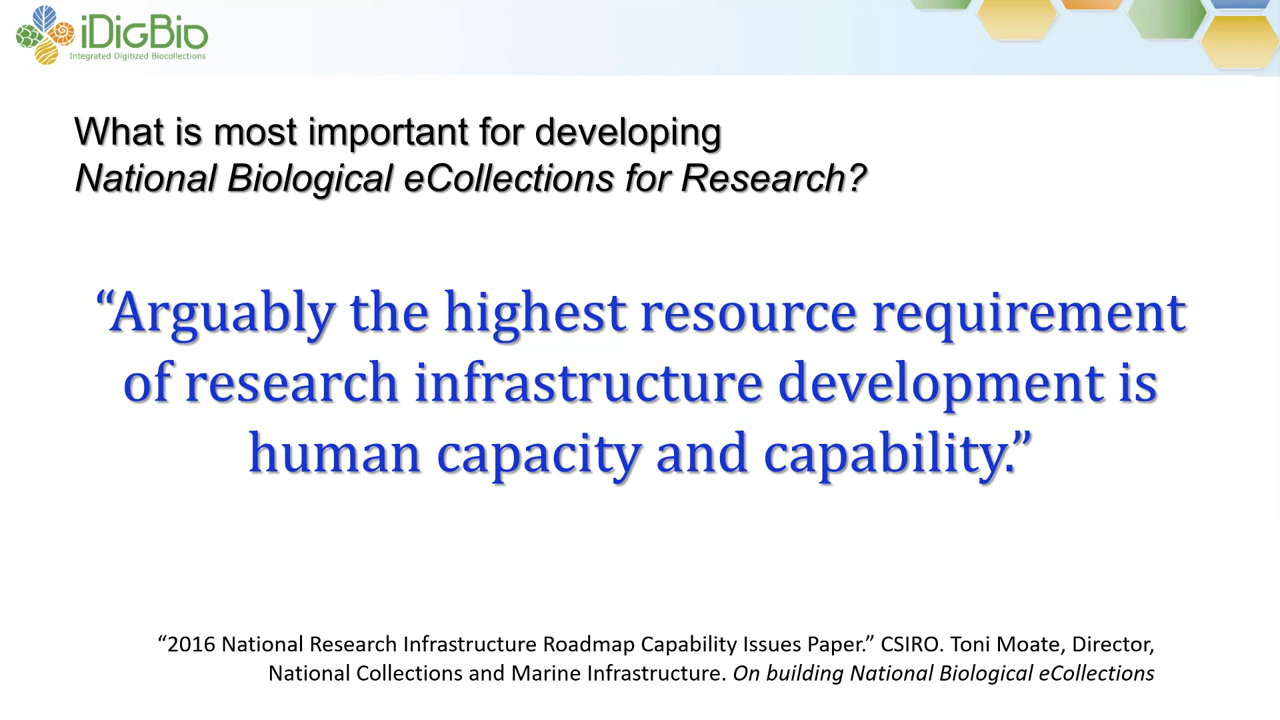 iDigBio
Integrated Digitized Biocollections
What is most important for developing
National Biological eCollections for Research?
“Arguably the highest resource requirement
of research infrastructure development is
human capacity and capability.”
“2016 National Research Infrastructure Roadmap Capability Issues Paper.” CSIRO. Toni Moate, Director,
National Collections and Marine Infrastructure. On building National Biological eCollections